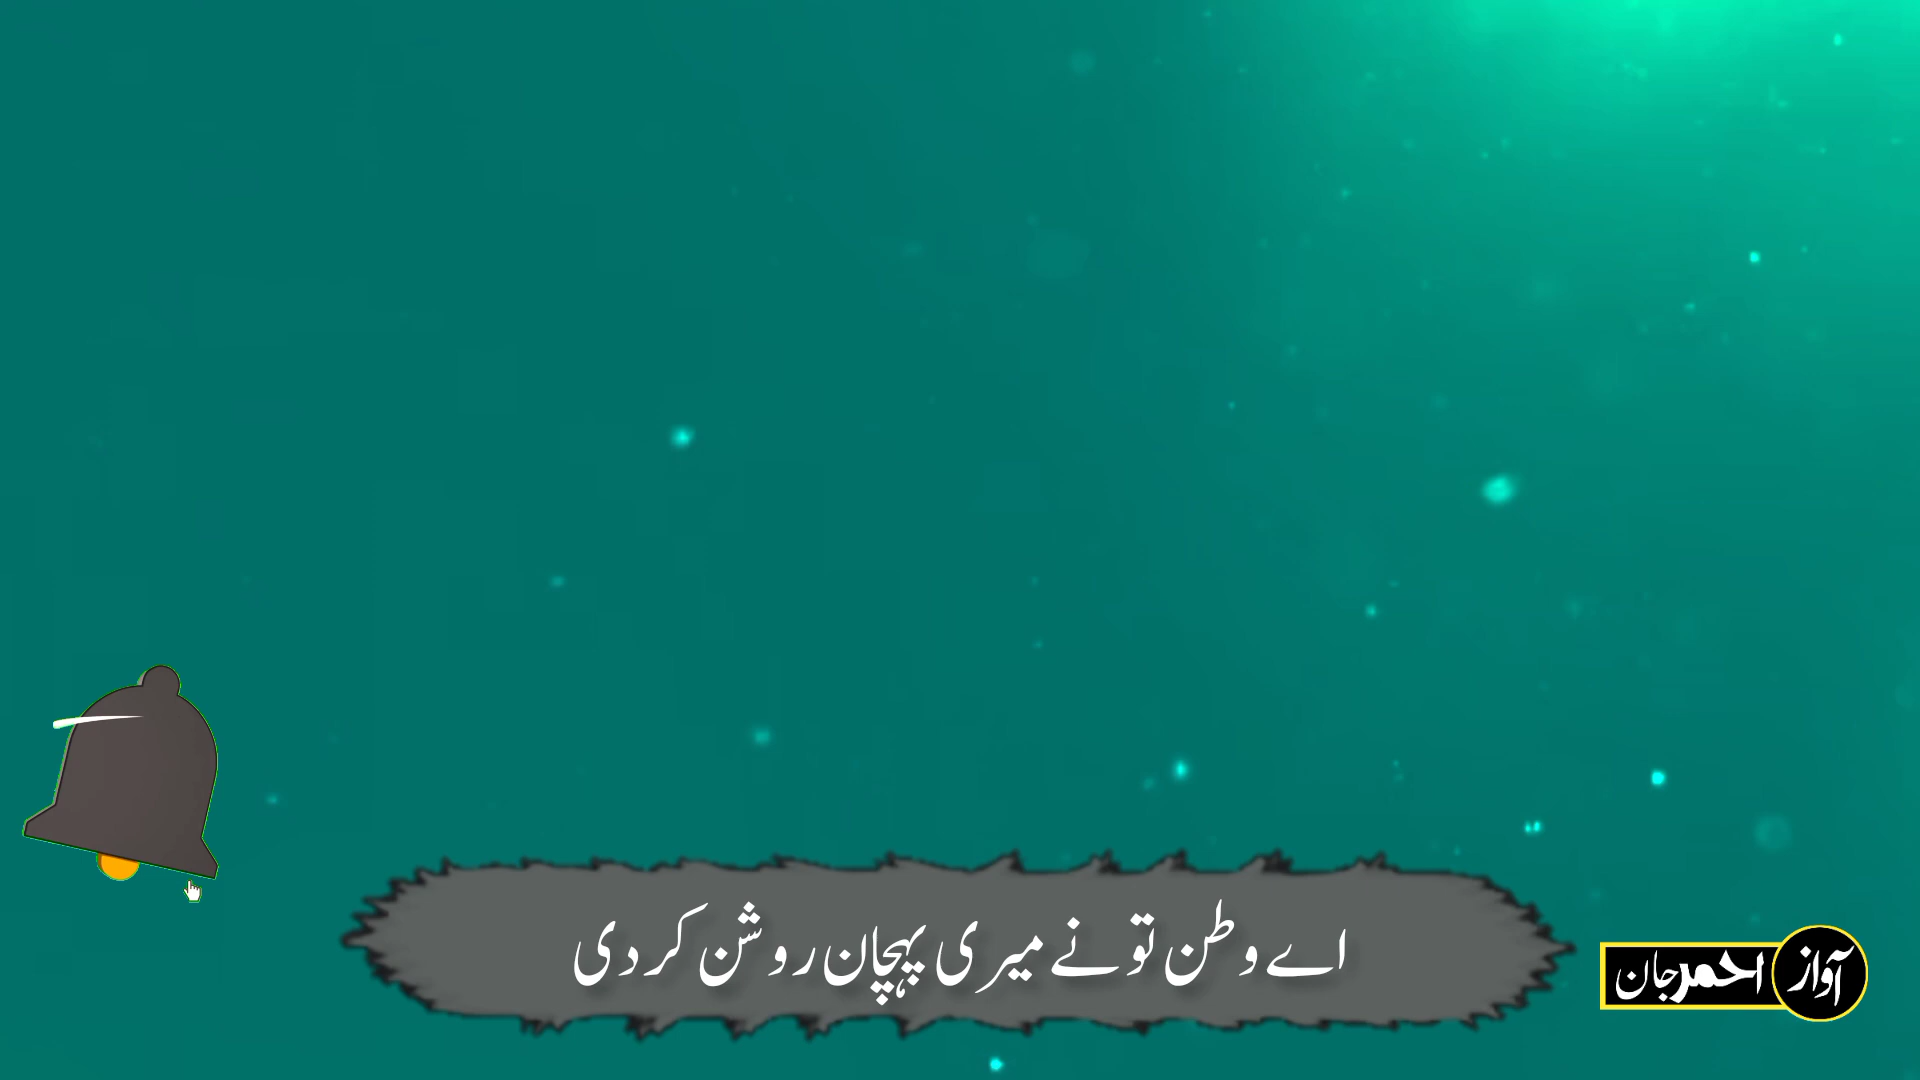 اے وطن تو نے میری پہچان روشن کر دی
آواز احمر جان